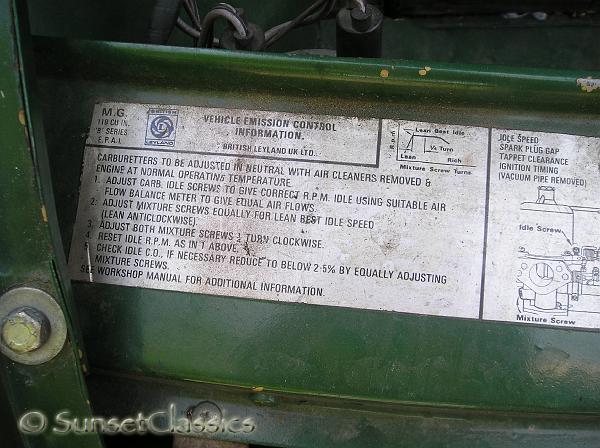 M.G
110 CU IN.
'B' SERIES
E.P.A.I.
BRITISH
LEYLAND
VEHICLE EMISSION CONTROL
INFORMATION.
BRITISH LEYLAND UK LTD.
R.p.m.
Lean Best Idle
¼ Turn
Lean Rich
Mixture Screw Turns
IDLE SPEED
SPARK PLUG GAP
TAPPET CLEARANCE
IGNITION TIMING
(VACUUM PIPE REMOVED)
CARBURETTERS TO BE ADJUSTED IN NEUTRAL WITH AIR CLEANERS REMOVED &
ENGINE AT NORMAL OPERATING TEMPERATURE.
1. ADJUST CARB. IDLE SCREWS TO GIVE CORRECT R.P.M. IDLE USING SUITABLE AIR
FLOW BALANCE METER TO GIVE EQUAL AIR FLOWS.
2. ADJUST MIXTURE SCREWS EQUALLY FOR LEAN BEST IDLE SPEED
(LEAN ANTICLOCKWISE)
3. ADJUST BOTH MIXTURE SCREWS ¼ TURN CLOCKWISE.
4. RESET IDLE R.P.M. AS IN 1 ABOVE.
5. CHECK IDLE C.O., IF NECESSARY REDUCE TO BELOW 2·5% BY EQUALLY ADJUSTING
MIXTURE SCREWS.
SEE WORKSHOP MANUAL FOR ADDITIONAL INFORMATION.
Idle Screw
Mixture Screw
© SunsetClassics